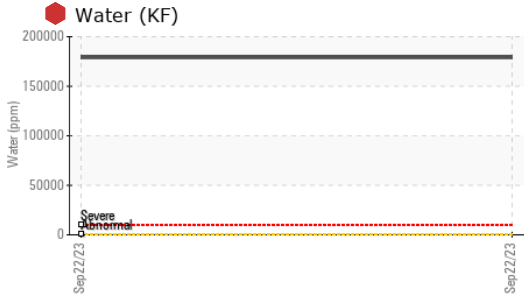 Water (KF)
200000
150000
100000
50000
0
Water (ppm)
Severe
Abnormal
Sep22/23
Sep22/23